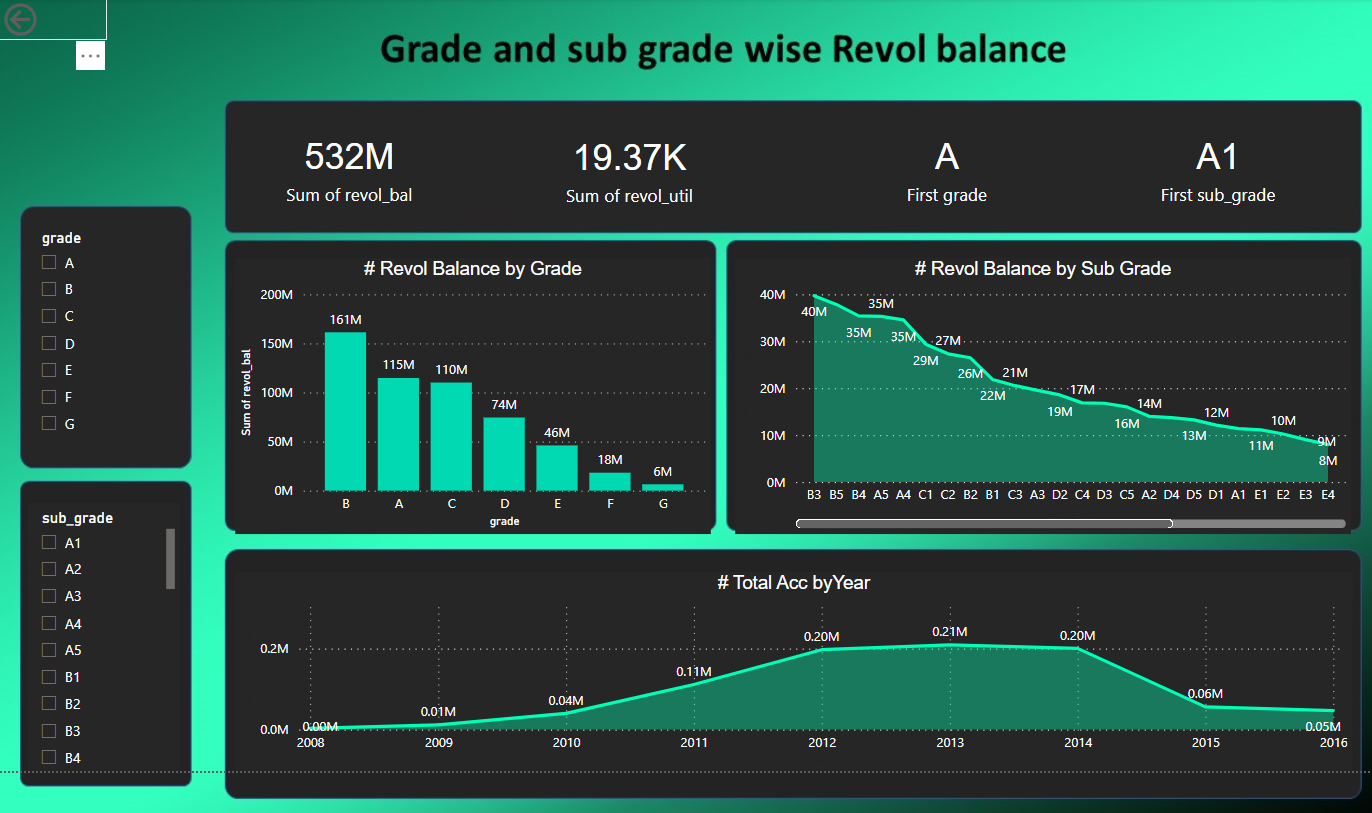 Grade and sub grade wise Revol balance
532M
Sum of revol_bal
19.37K
Sum of revol_util
A
First grade
A1
First sub_grade
grade
A
B
C
D
E
F
G
sub_grade
A1
A2
A3
A4
A5
B1
B2
B3
B4
# Revol Balance by Grade
Sum of revol_bal
200M
150M
100M
50M
0M
161M
115M
110M
74M
46M
18M
6M
B A C D E F G
grade
# Revol Balance by Sub Grade
40M
30M
20M
10M
0M
40M
35M
35M
35M
29M
27M
26M
22M
21M
19M
17M
16M
14M
13M
12M
11M
10M
9M
8M
B3 B5 B4 A5 A4 C1 C2 B2 B1 C3 A3 D2 C4 D3 C5 A2 D4 D5 D1 A1 E1 E2 E3 E4
# Total Acc byYear
0.2M
0.0M
0.00M
0.01M
0.04M
0.11M
0.20M
0.21M
0.20M
0.06M
0.05M
2008 2009 2010 2011 2012 2013 2014 2015 2016